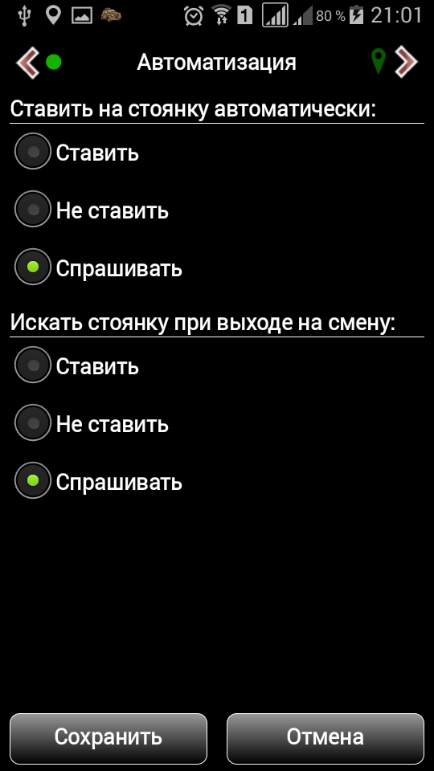 1 80 % 21:01
Автоматизация
Ставить на стоянку автоматически:
Ставить
Не ставить
Спрашивать
Искать стоянку при выходе на смену:
Ставить
Не ставить
Спрашивать
Сохранить Отмена